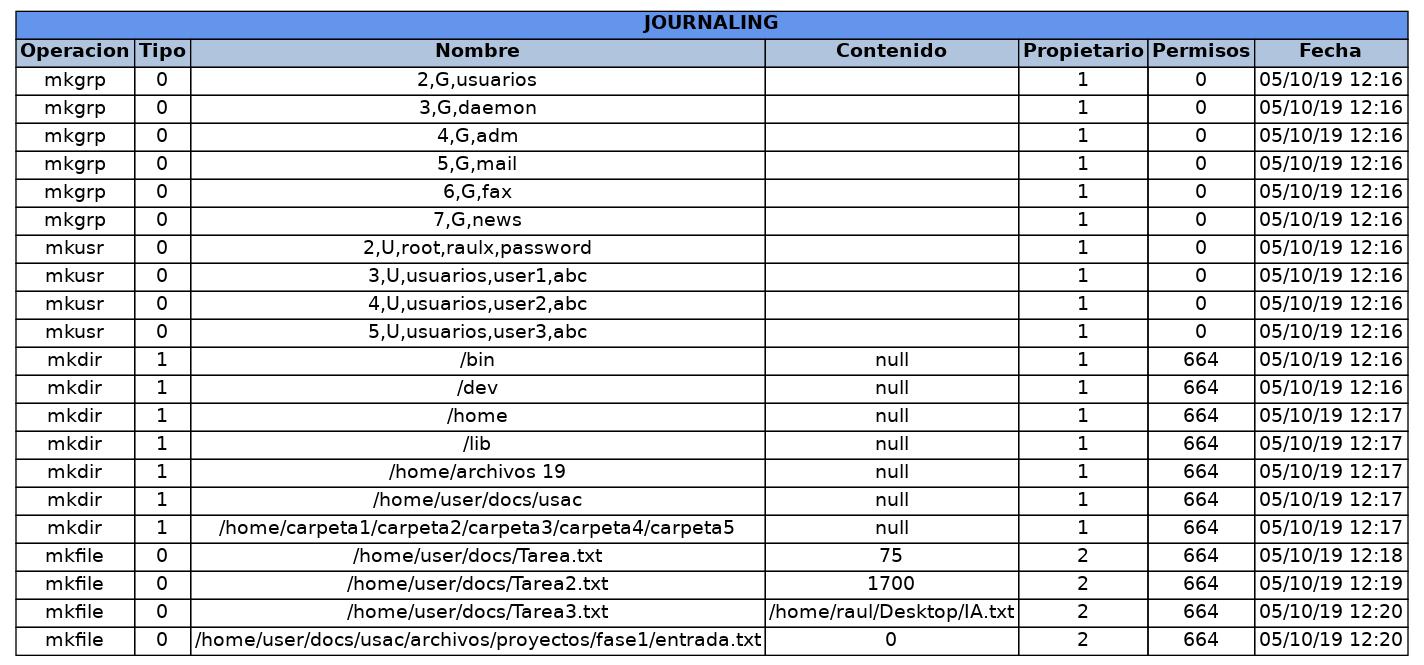 JOURNALING
Operacion Tipo Nombre Contenido Propietario Permisos Fecha
mkgrp 0 2,G,usuarios 1 0 05/10/19 12:16
mkgrp 0 3,G,daemon 1 0 05/10/19 12:16
mkgrp 0 4,G,adm 1 0 05/10/19 12:16
mkgrp 0 5,G,mail 1 0 05/10/19 12:16
mkgrp 0 6,G,fax 1 0 05/10/19 12:16
mkgrp 0 7,G,news 1 0 05/10/19 12:16
mkusr 0 2,U,root,raulx,password 1 0 05/10/19 12:16
mkusr 0 3,U,usuarios,user1,abc 1 0 05/10/19 12:16
mkusr 0 4,U,usuarios,user2,abc 1 0 05/10/19 12:16
mkusr 0 5,U,usuarios,user3,abc 1 0 05/10/19 12:16
mkdir 1 /bin null 1 664 05/10/19 12:16
mkdir 1 /dev null 1 664 05/10/19 12:16
mkdir 1 /home null 1 664 05/10/19 12:17
mkdir 1 /lib null 1 664 05/10/19 12:17
mkdir 1 /home/archivos 19 null 1 664 05/10/19 12:17
mkdir 1 /home/user/docs/usac null 1 664 05/10/19 12:17
mkdir 1 /home/carpeta1/carpeta2/carpeta3/carpeta4/carpeta5 null 1 664 05/10/19 12:17
mkfile 0 /home/user/docs/Tarea.txt 75 2 664 05/10/19 12:18
mkfile 0 /home/user/docs/Tarea2.txt 1700 2 664 05/10/19 12:19
mkfile 0 /home/user/docs/Tarea3.txt /home/raul/Desktop/IA.txt 2 664 05/10/19 12:20
mkfile 0 /home/user/docs/usac/archivos/proyectos/fase1/entrada.txt 0 2 664 05/10/19 12:20